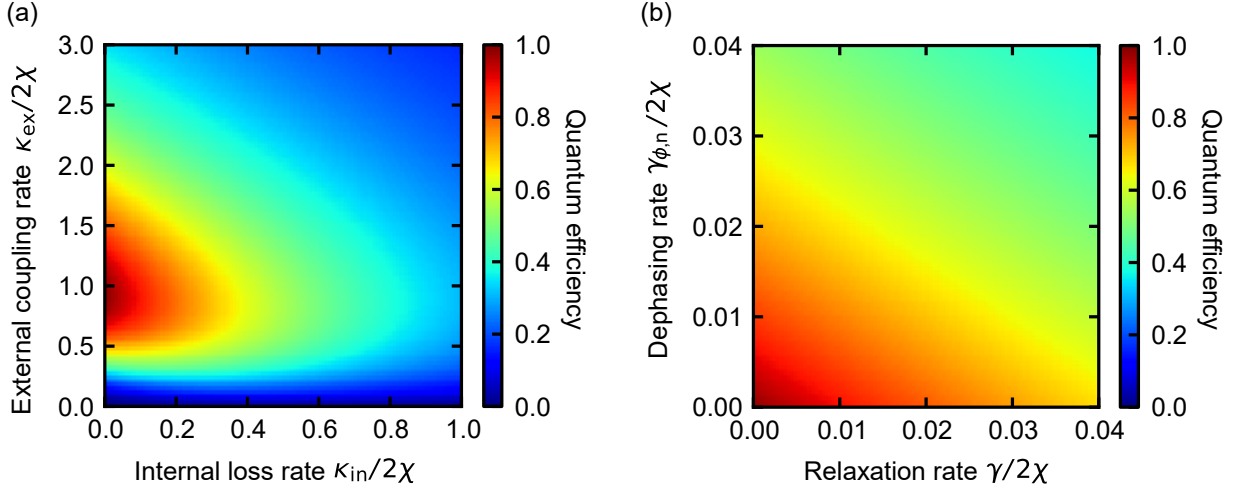 (a)
External coupling rate κex/2χ
3.0
2.5
2.0
1.5
1.0
0.5
0.0
0.0 0.2 0.4 0.6 0.8 1.0
Internal loss rate κin/2χ
1.0
0.8
0.6
0.4
0.2
0.0
Quantum efficiency
(b)
Dephasing rate γϕ,n/2χ
0.04
0.03
0.02
0.01
0.00
0.00 0.01 0.02 0.03 0.04
Relaxation rate γ/2χ
1.0
0.8
0.6
0.4
0.2
0.0
Quantum efficiency